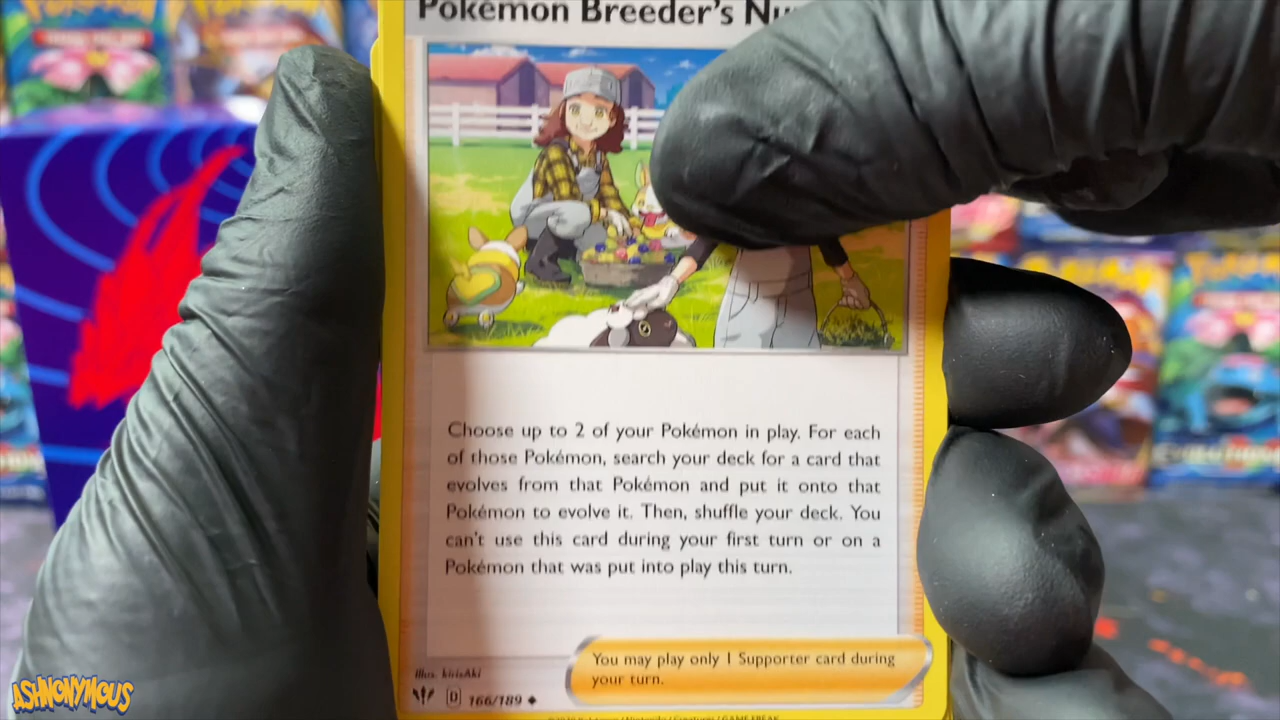 Pokémon Breeder's Nu
Choose up to 2 of your Pokémon in play. For each
of those Pokémon, search your deck for a card that
evolves from that Pokémon and put it onto that
Pokémon to evolve it. Then, shuffle your deck. You
can't use this card during your first turn or on a
Pokémon that was put into play this turn.
You may play only 1 Supporter card during
your turn.
Illus. kirisAki
D 166/189
ASHNONYMOUS